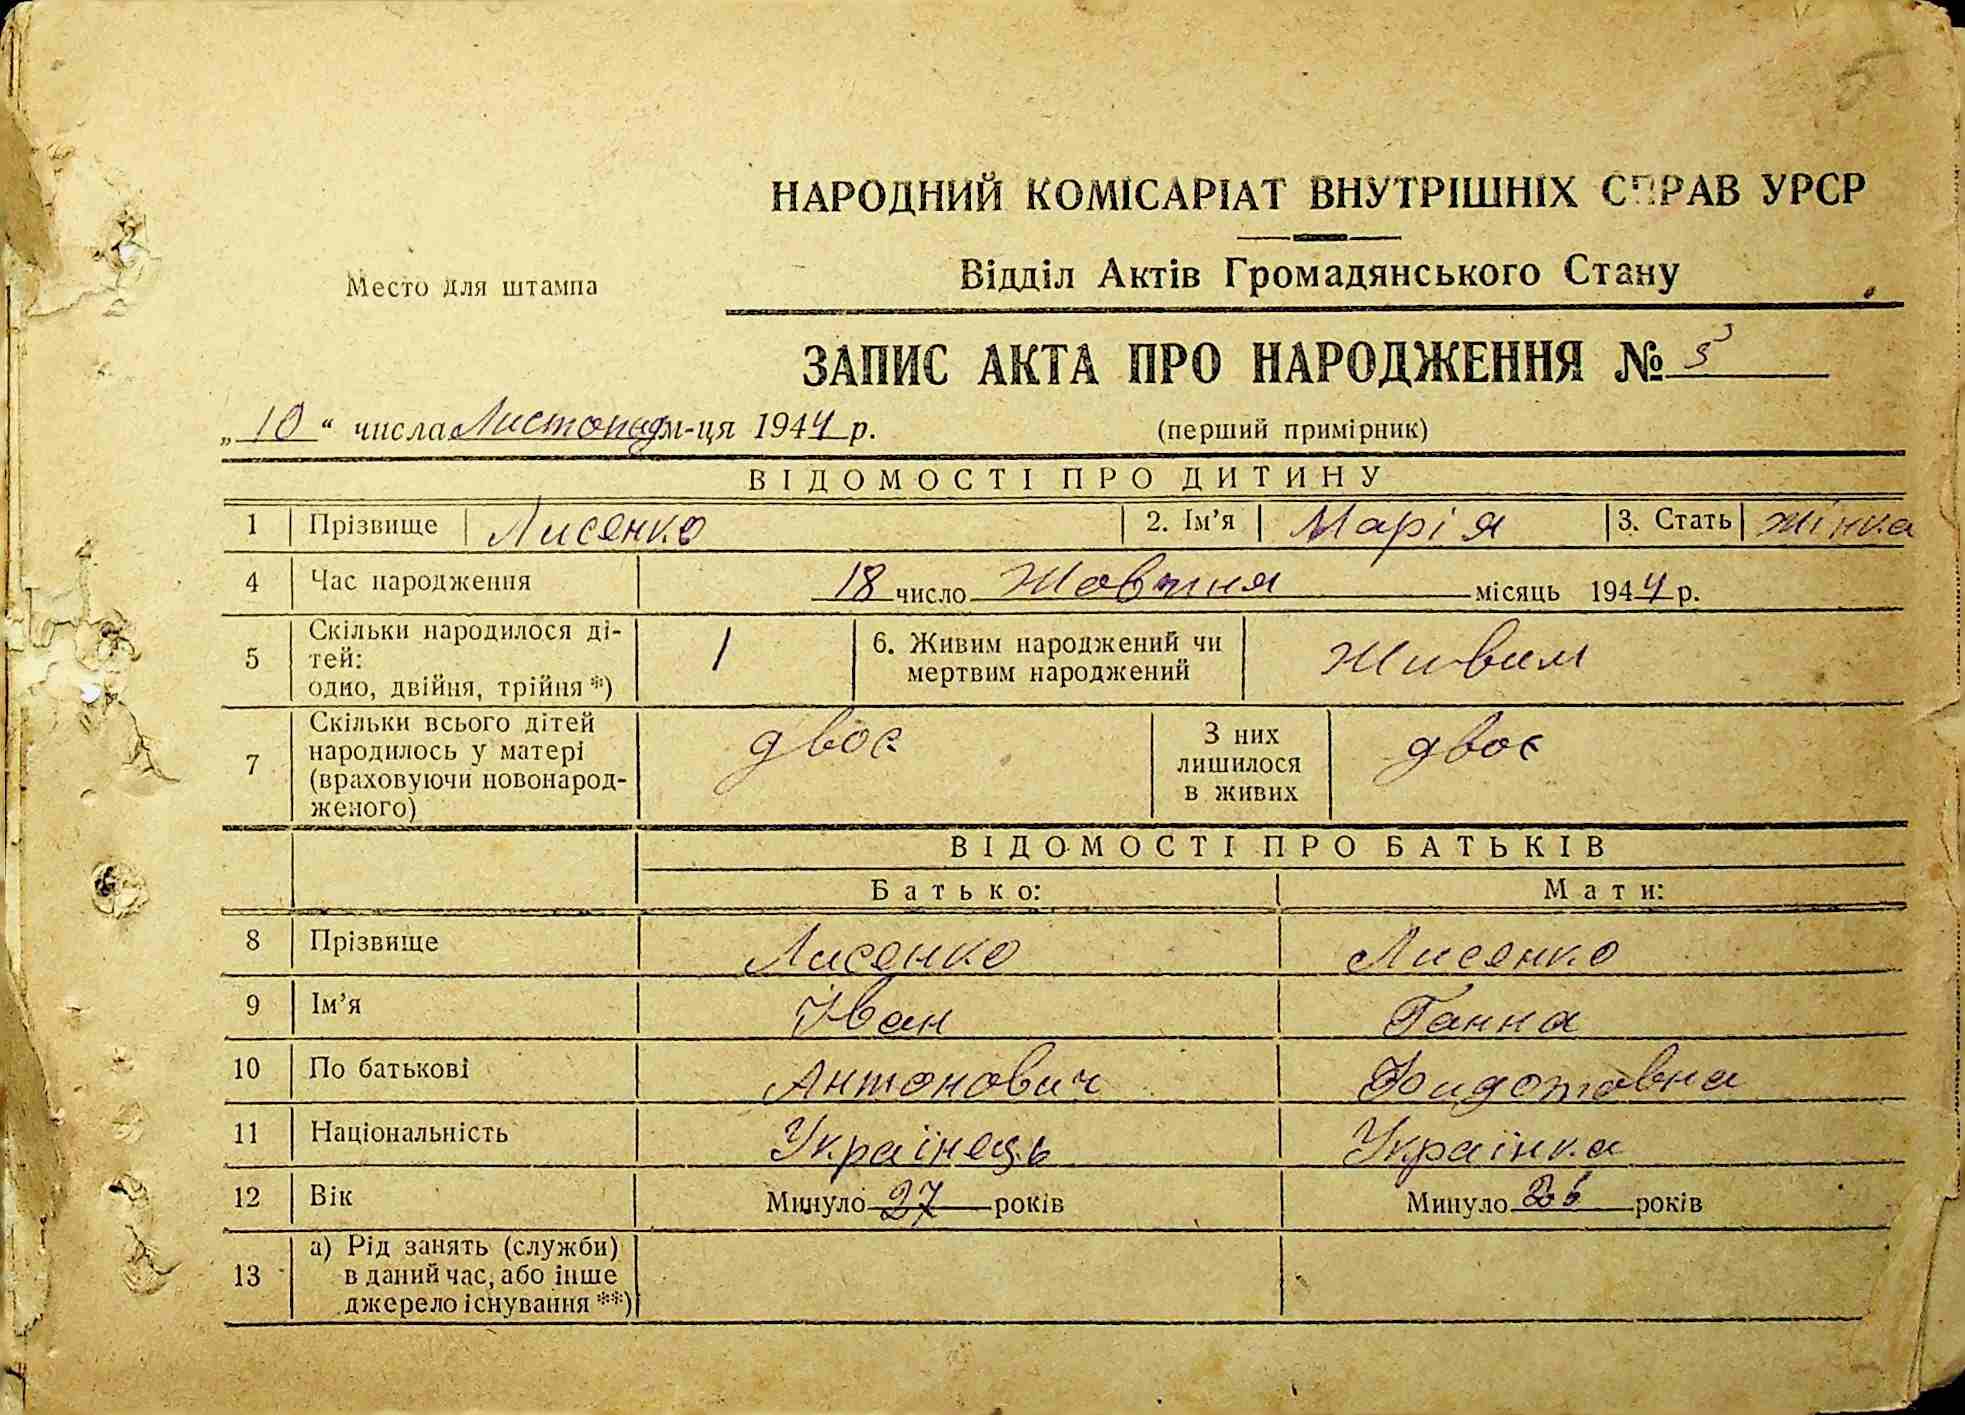 НАРОДНИЙ КОМІСАРІАТ ВНУТРІШНІХ СПРАВ УРСР
Відділ Актів Громадянського Стану
Место для штампа
ЗАПИС АКТА ПРО НАРОДЖЕННЯ №
„10“ числа Листопад м-ця 1944 р. (перший примірник)
ВІДОМОСТІ ПРО ДИТИНУ
1 Прізвище Лисенко 2. Ім’я Марія 3. Стать жінка
4 Час народження 18 число Жовтня місяць 1944 р.
5 Скільки народилося ді-
тей:
одно, двійня, трійня *) 1 6. Живим народжений чи
мертвим народжений Живим
7 Скільки всього дітей
народилось у матері
(враховуючи новонарод-
женого) двоє З них
лишилося
в живих двоє
ВІДОМОСТІ ПРО БАТЬКІВ
Батько: Мати:
8 Прізвище Лисенко Лисенко
9 Ім’я Іван Ганна
10 По батькові Антонович
11 Національність Українець Українка
12 Вік Минуло 27 років Минуло 26 років
13 а) Рід занять (служби)
в даний час, або інше
джерело існування **)